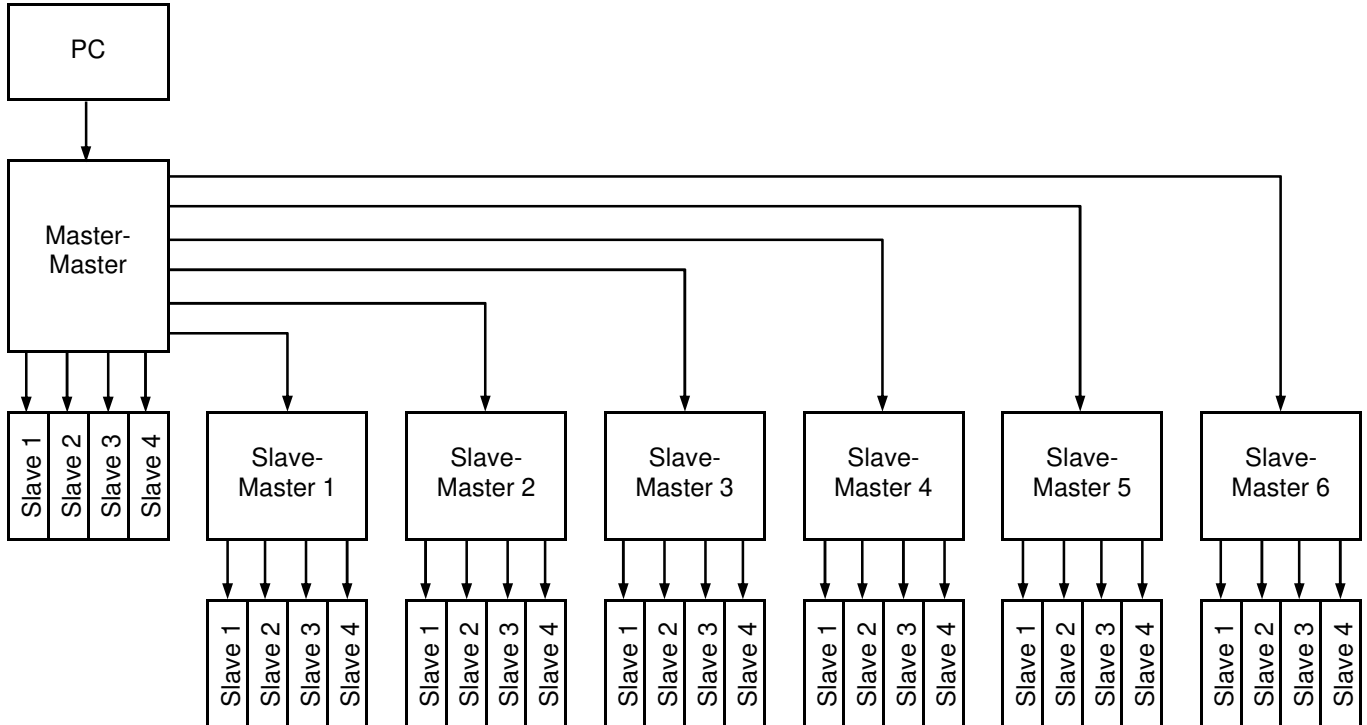 PC
Master-
Master
Slave 1
Slave 2
Slave 3
Slave 4
Slave-
Master 1
Slave-
Master 2
Slave-
Master 3
Slave-
Master 4
Slave-
Master 5
Slave-
Master 6
Slave 1
Slave 2
Slave 3
Slave 4
Slave 1
Slave 2
Slave 3
Slave 4
Slave 1
Slave 2
Slave 3
Slave 4
Slave 1
Slave 2
Slave 3
Slave 4
Slave 1
Slave 2
Slave 3
Slave 4
Slave 1
Slave 2
Slave 3
Slave 4